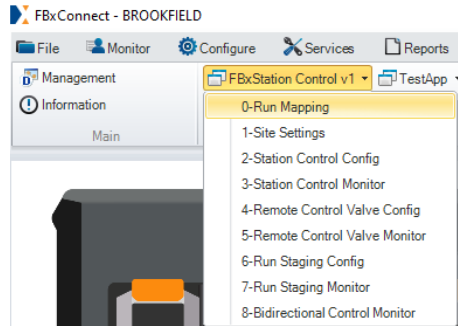 FBxConnect - BROOKFIELD
File Monitor Configure Services Reports
Management FBxStation Control v1 TestApp
Information
Main
0-Run Mapping
1-Site Settings
2-Station Control Config
3-Station Control Monitor
4-Remote Control Valve Config
5-Remote Control Valve Monitor
6-Run Staging Config
7-Run Staging Monitor
8-Bidirectional Control Monitor